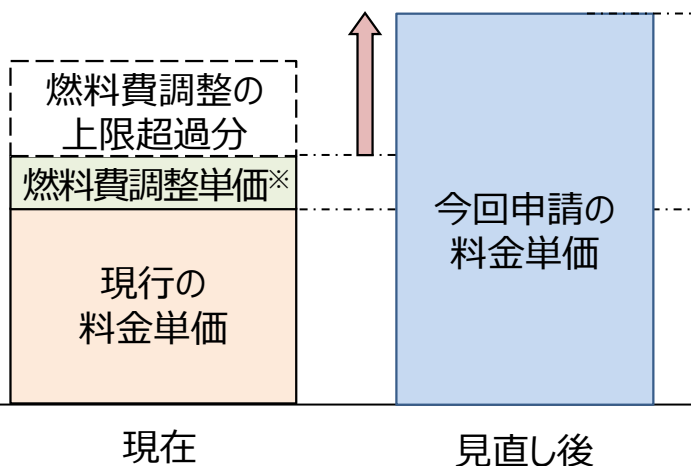 燃料費調整の
上限超過分
燃料費調整単価※
現行の
料金単価
今回申請の
料金単価
現在
見直し後